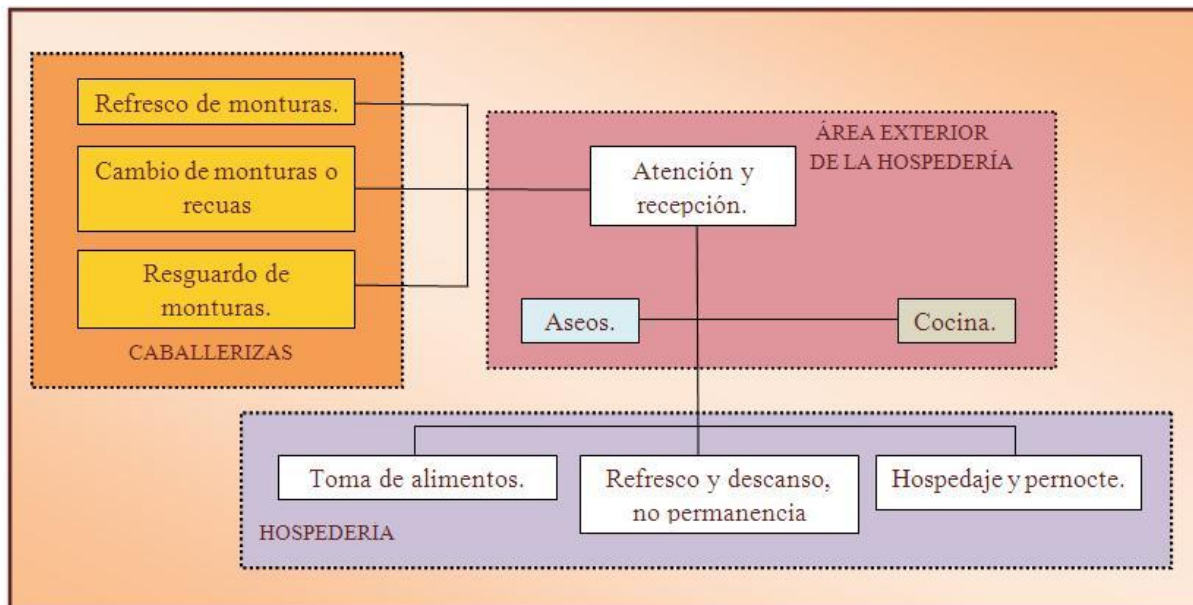 Refresco de monturas.
Cambio de monturas o
recuas
Resguardo de
monturas.
CABALLERIZAS
ÁREA EXTERIOR
DE LA HOSPEDERÍA
Atención y
recepción.
Aseos.
Cocina.
Toma de alimentos.
Refresco y descanso,
no permanencia
Hospedaje y pernocte.
HOSPEDERIA